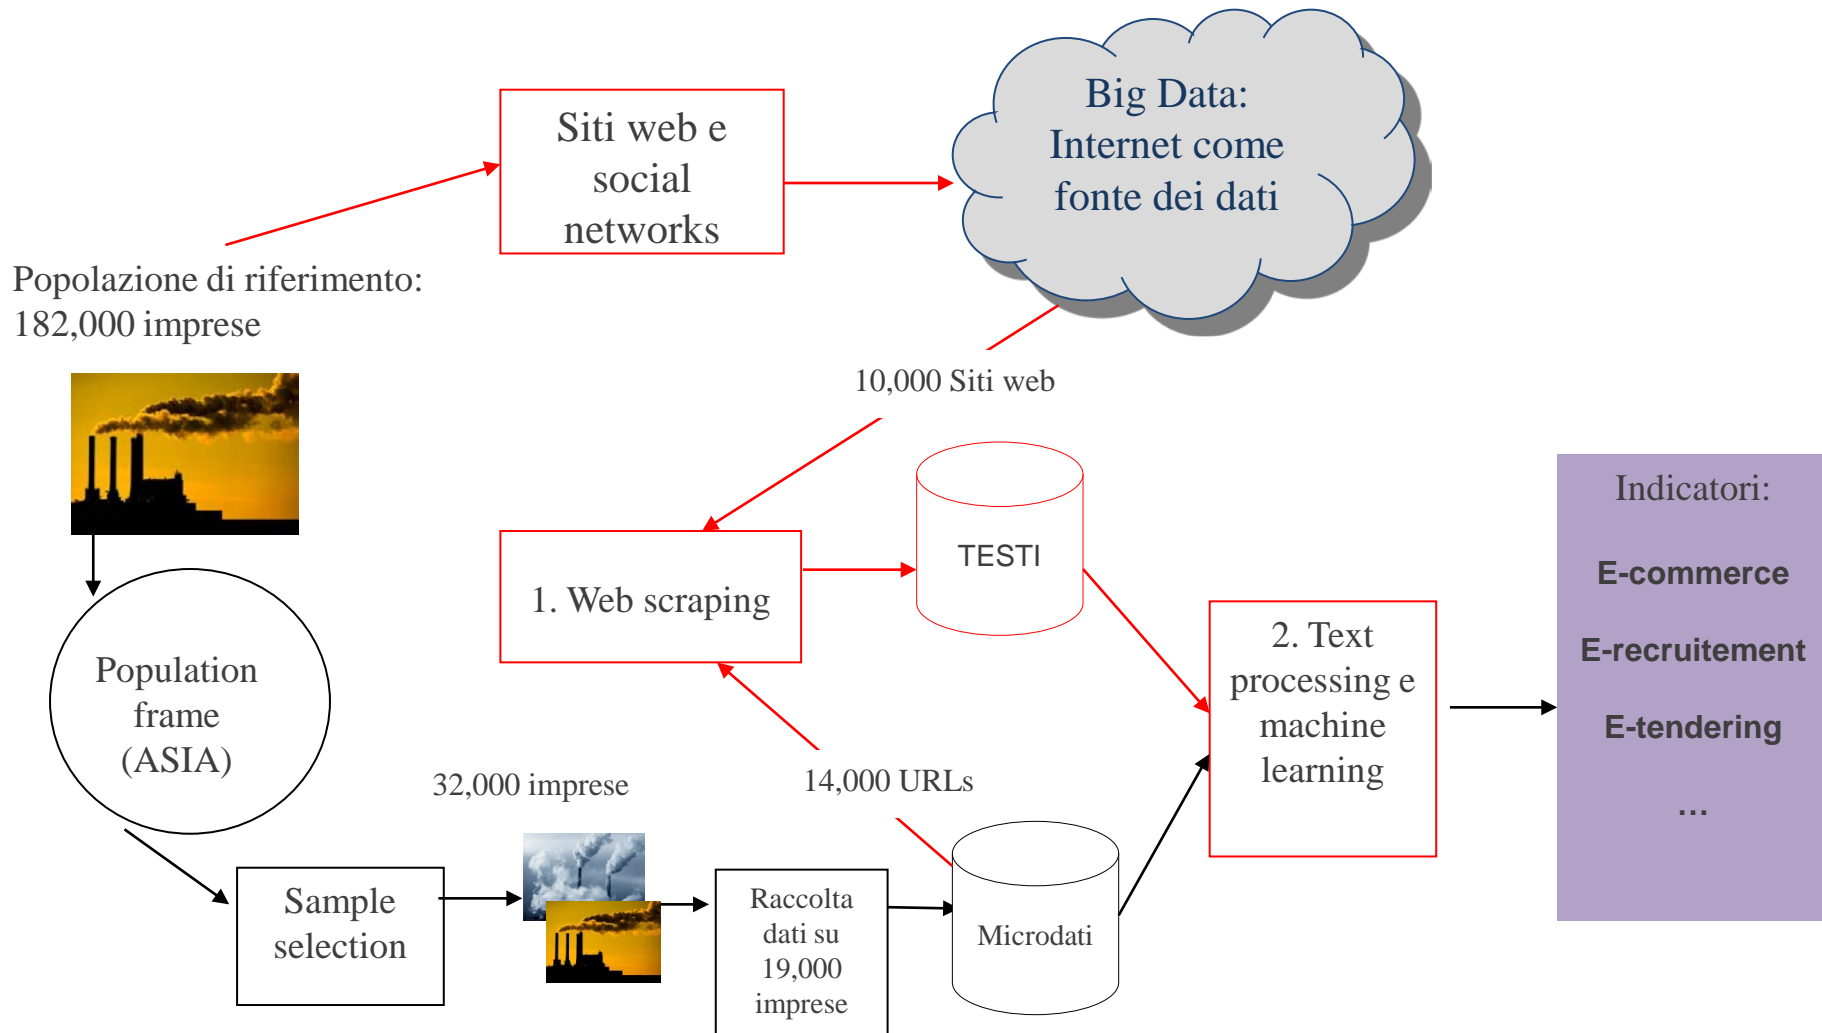 Siti web e
social
networks
Big Data:
Internet come
fonte dei dati
Popolazione di riferimento:
182,000 imprese
10,000 Siti web
TESTI
1. Web scraping
Indicatori:
E-commerce
E-recruitement
E-tendering
...
2. Text
processing e
machine
learning
Population
frame
(ASIA)
32,000 imprese
14,000 URLs
Sample
selection
Raccolta
dati su
19,000
imprese
Microdati